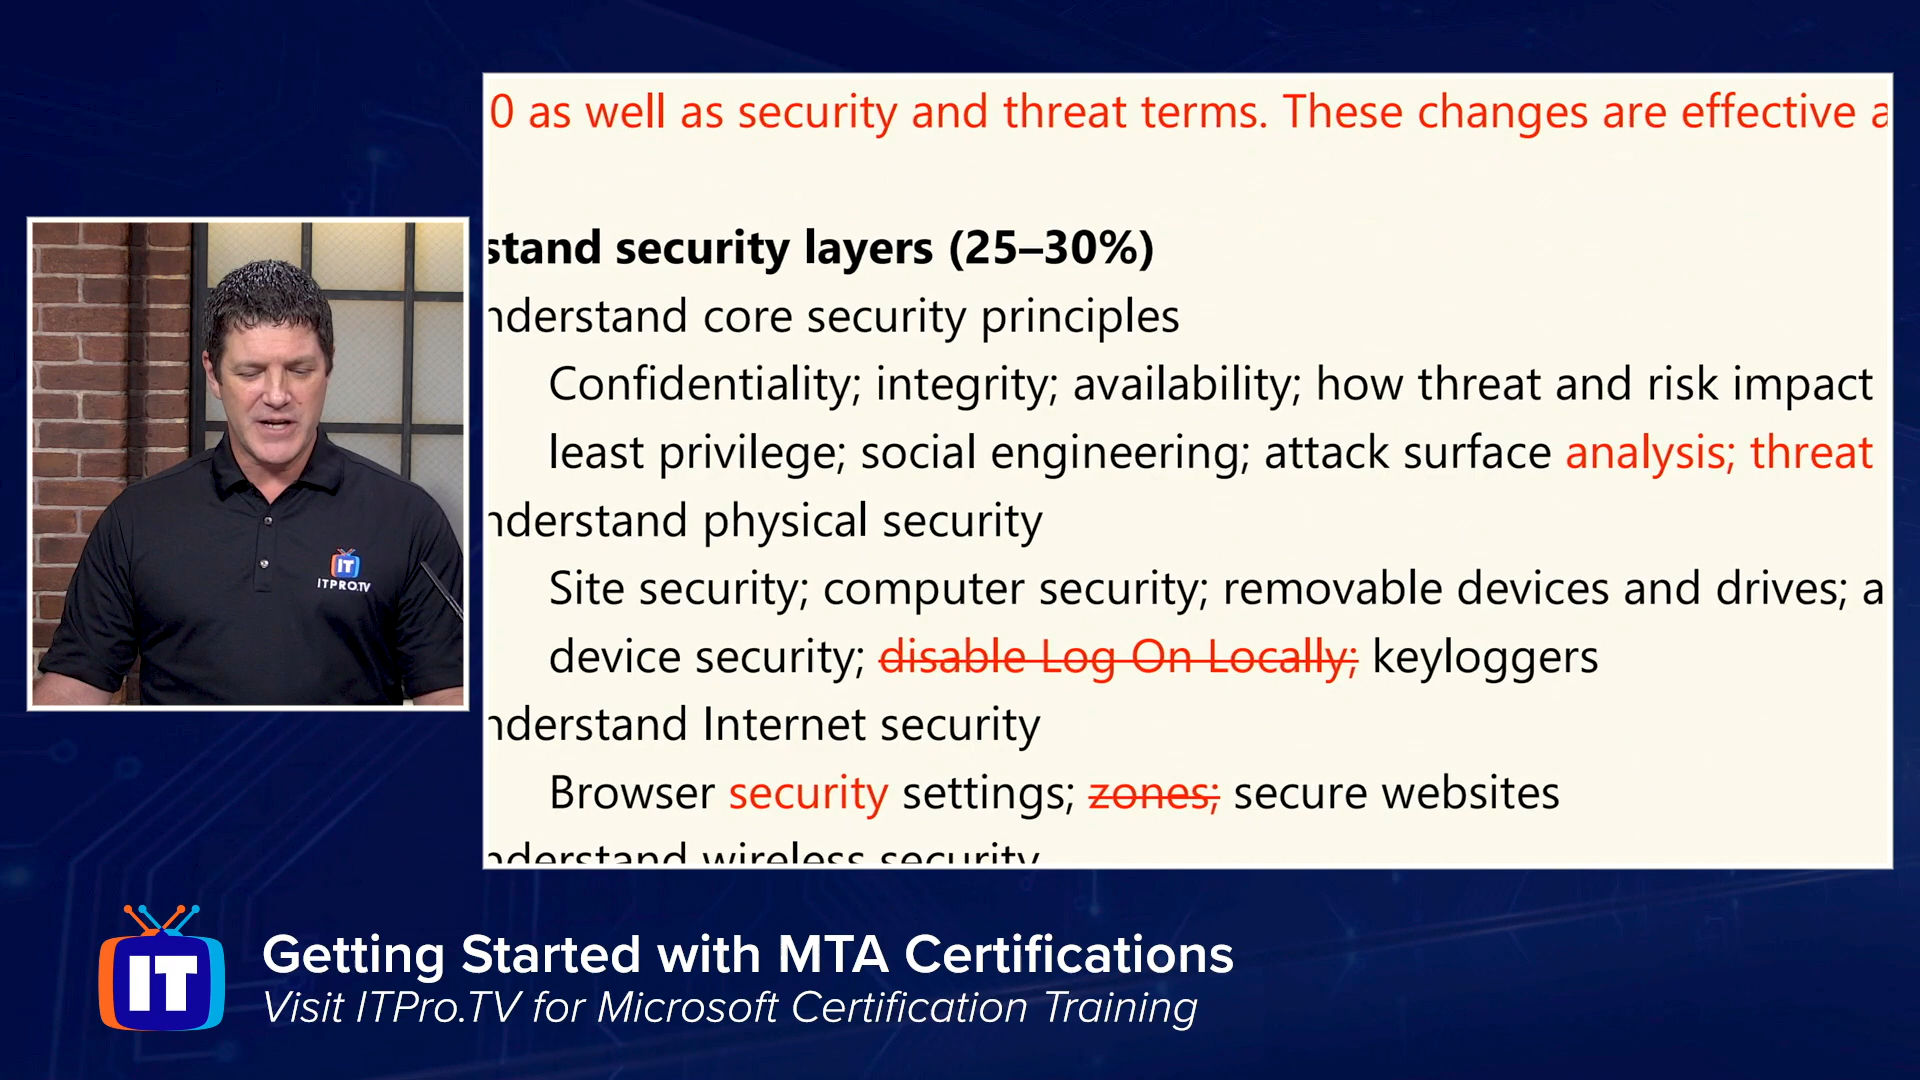 0 as well as security and threat terms. These changes are effective a
stand security layers (25–30%)
nderstand core security principles
Confidentiality; integrity; availability; how threat and risk impact
least privilege; social engineering; attack surface analysis; threat
nderstand physical security
Site security; computer security; removable devices and drives; a
device security; disable Log On Locally; keyloggers
nderstand Internet security
Browser security settings; zones; secure websites
nderstand wireless security
IT
ITPRO.TV
IT
Getting Started with MTA Certifications
Visit ITPro.TV for Microsoft Certification Training